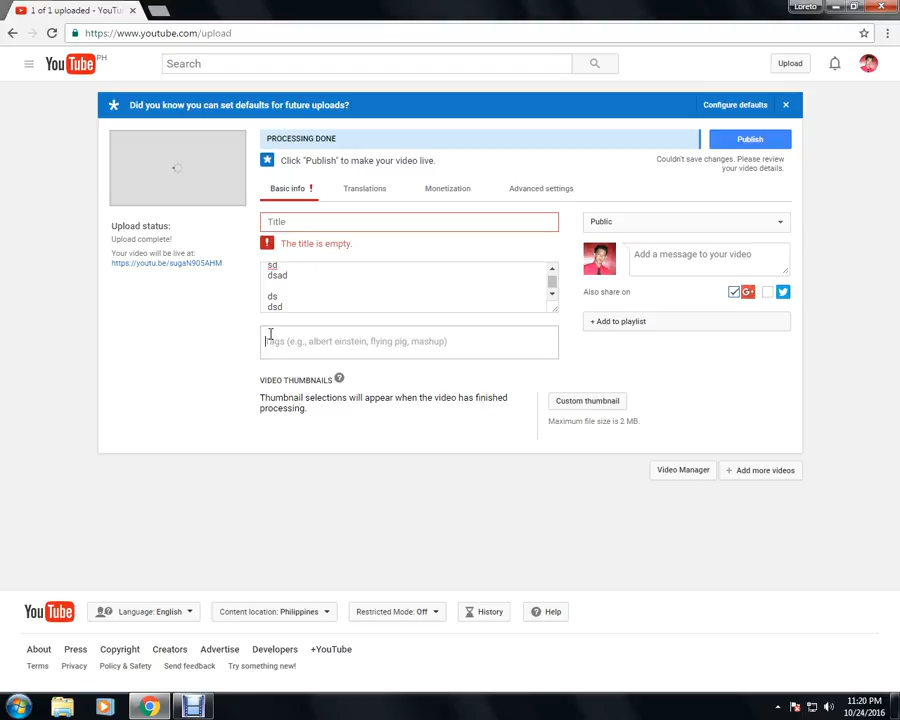 1 of 1 uploaded - YouTu
Loreto
https://www.youtube.com/upload
YouTube PH
Search
Upload
Did you know you can set defaults for future uploads?
Configure defaults
PROCESSING DONE
Publish
Click "Publish" to make your video live.
Couldn't save changes. Please review your video details.
Basic info
Translations
Monetization
Advanced settings
Upload status:
Upload complete!
Your video will be live at:
https://youtu.be/sugaN905AHM
Title
The title is empty.
sd
dsad
ds
dsd
Tags (e.g., albert einstein, flying pig, mashup)
Public
Add a message to your video
Also share on
+ Add to playlist
VIDEO THUMBNAILS
Thumbnail selections will appear when the video has finished
processing.
Custom thumbnail
Maximum file size is 2 MB.
Video Manager
+ Add more videos
YouTube
Language: English
Content location: Philippines
Restricted Mode: Off
History
Help
About
Press
Copyright
Creators
Advertise
Developers
+YouTube
Terms
Privacy
Policy & Safety
Send feedback
Try something new!
11:20 PM
10/24/2016